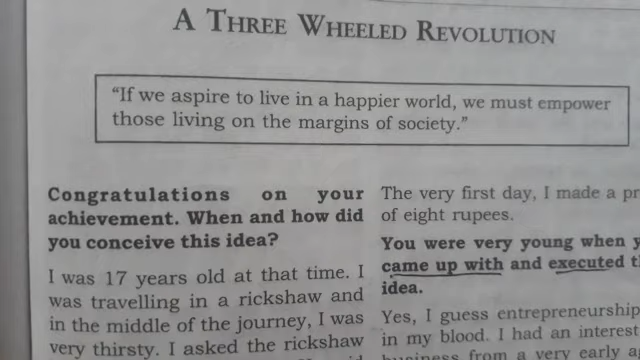 A THREE WHEELED REVOLUTION
"If we aspire to live in a happier world, we must empower
those living on the margins of society."
Congratulations on your
achievement. When and how did
you conceive this idea?
I was 17 years old at that time. I
was travelling in a rickshaw and
in the middle of the journey, I was
very thirsty. I asked the rickshaw
The very first day, I made a
of eight rupees.
You were very young when
came up with and executed
idea.
Yes, I guess entrepreneurship
in my blood. I had an interest
business from a very early